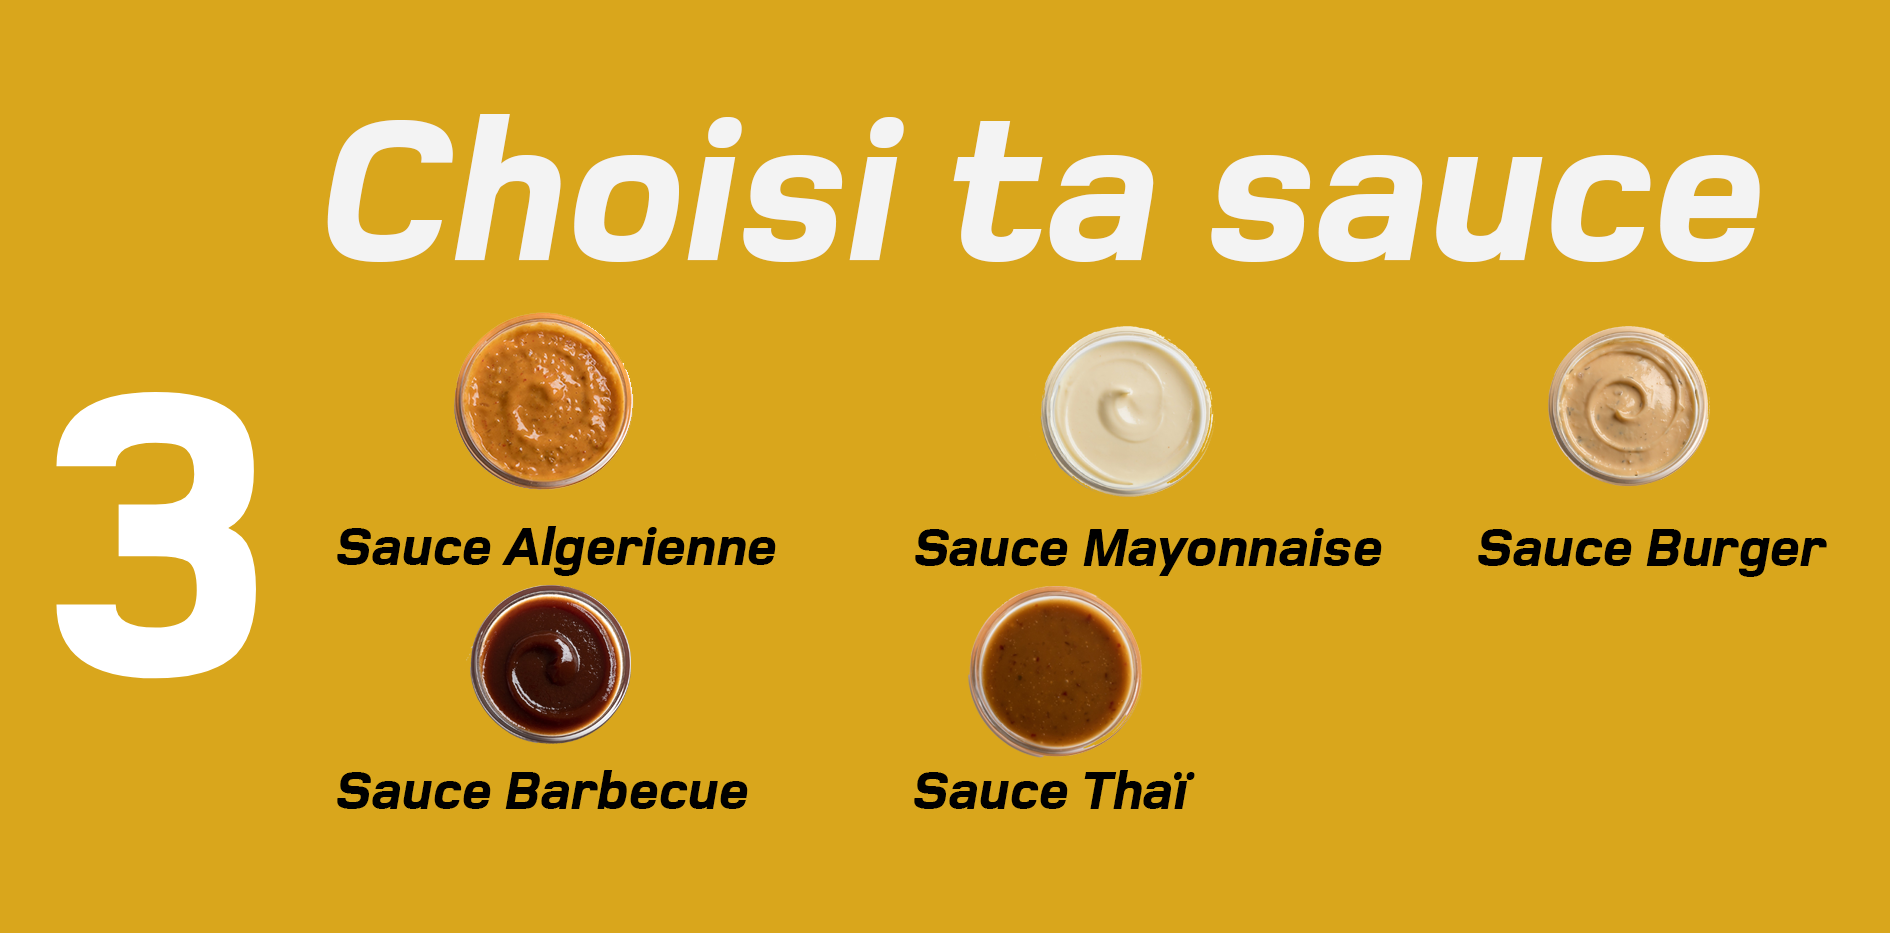 Choisi ta sauce
3
Sauce Algerienne
Sauce Mayonnaise
Sauce Burger
Sauce Barbecue
Sauce Thaï